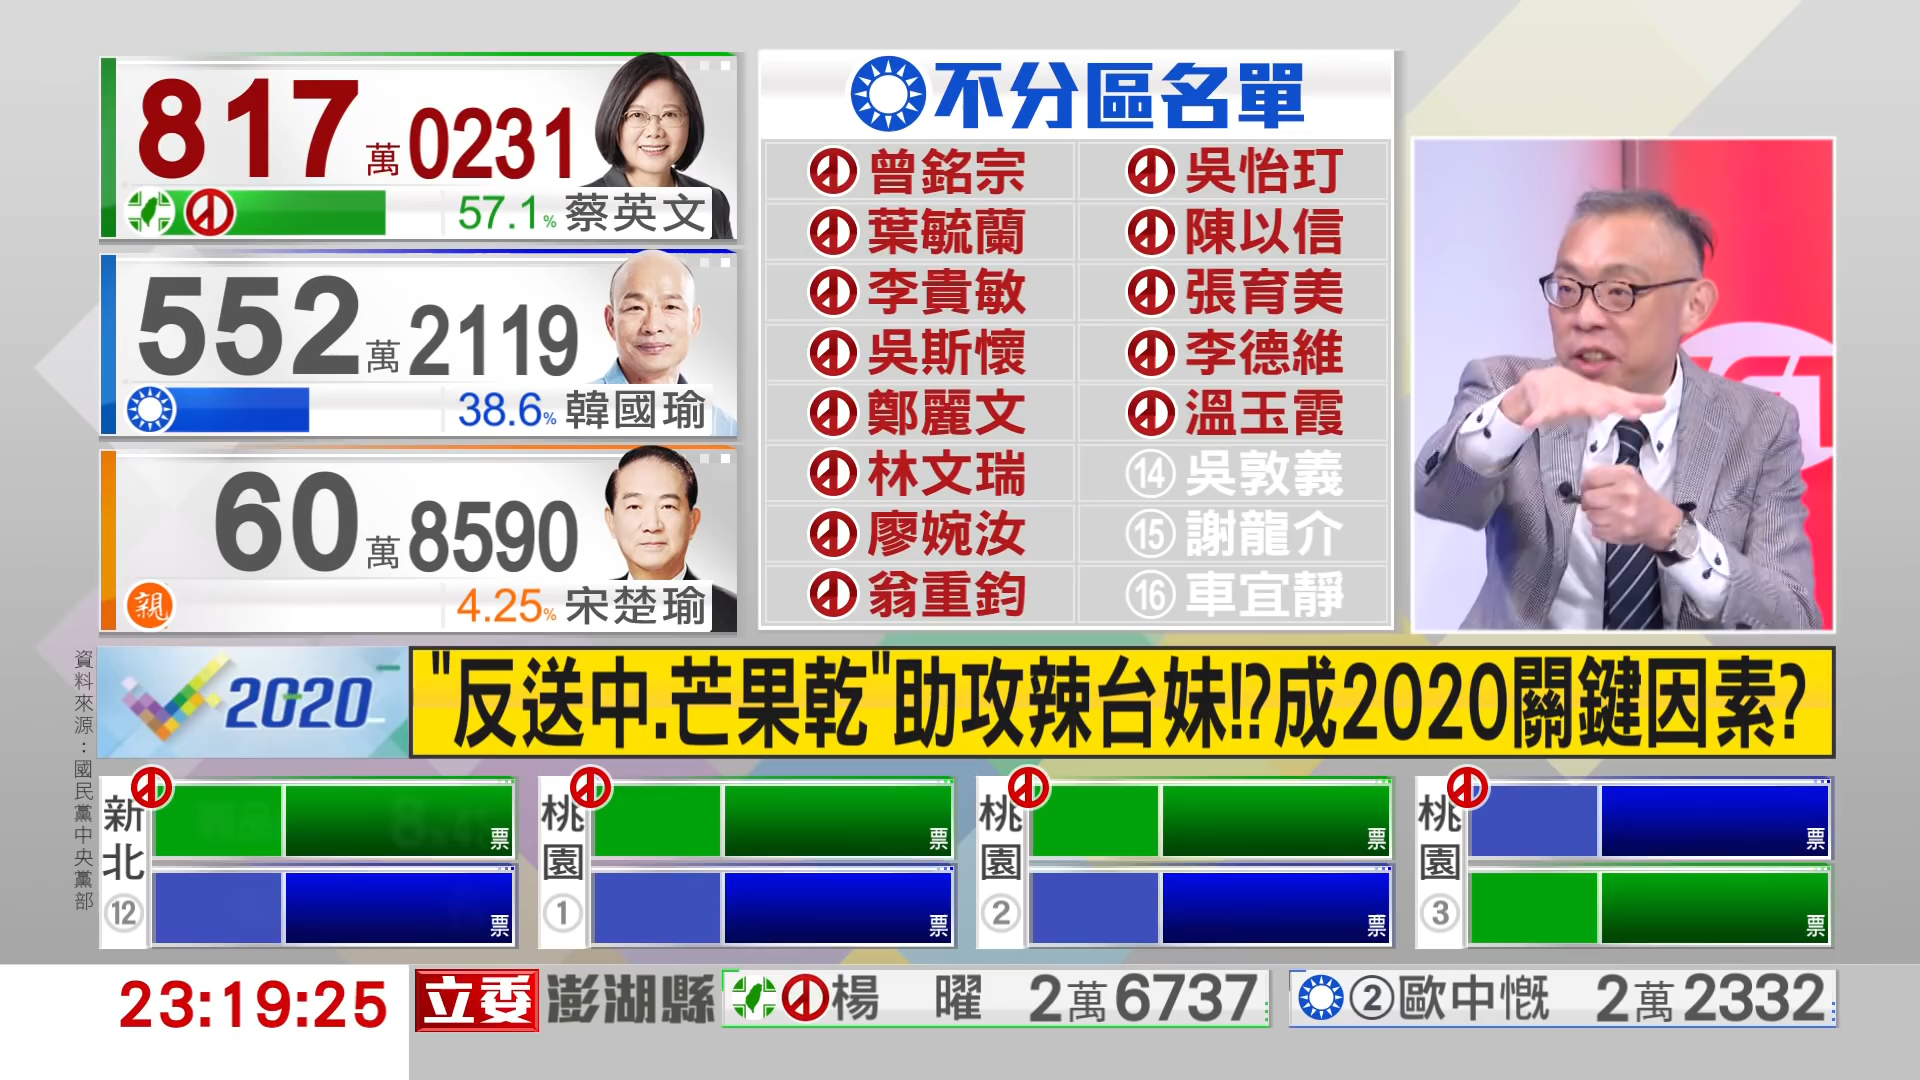 817萬0231
57.1% 蔡英文
552萬2119
38.6% 韓國瑜
60萬8590
親 4.25% 宋楚瑜
不分區名單
曾銘宗 吳怡玎
葉毓蘭 陳以信
李貴敏 張育美
吳斯懷 李德維
鄭麗文 溫玉霞
林文瑞 ⑭ 吳敦義
廖婉汝 ⑮ 謝龍介
翁重鈞 ⑯ 車宜靜
資料來源：國民黨中央黨部
2020
"反送中.芒果乾"助攻辣台妹!?成2020關鍵因素?
新北⑫ 票 票
桃園① 票 票
桃園② 票 票
桃園③ 票 票
23:19:25
立委 澎湖縣 楊 曜 2萬6737 ②歐中慨 2萬2332